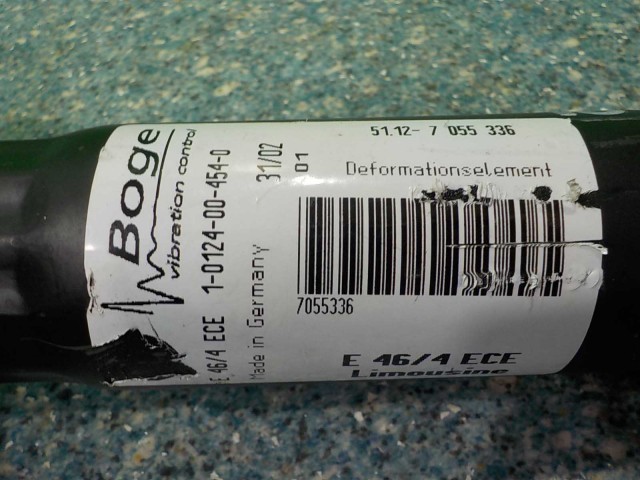 Boge
vibration control
E 46/4 ECE 1-0124-00-454-0
Made in Germany
31/02
01
51.12- 7 055 336
Deformationselement
7055336
E 46/4 ECE
Limousine